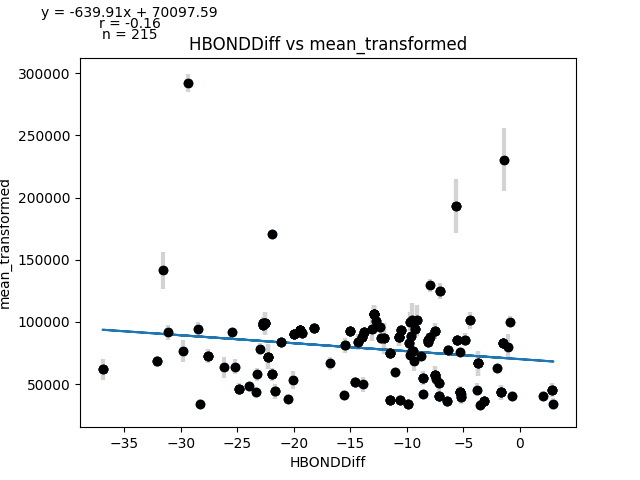 y = -639.91x + 70097.59
r = -0.16
n = 215
HBONDDiff vs mean_transformed
300000
250000
200000
150000
100000
50000
mean_transformed
−35
−30
−25
−20
−15
−10
−5
0
HBONDDiff